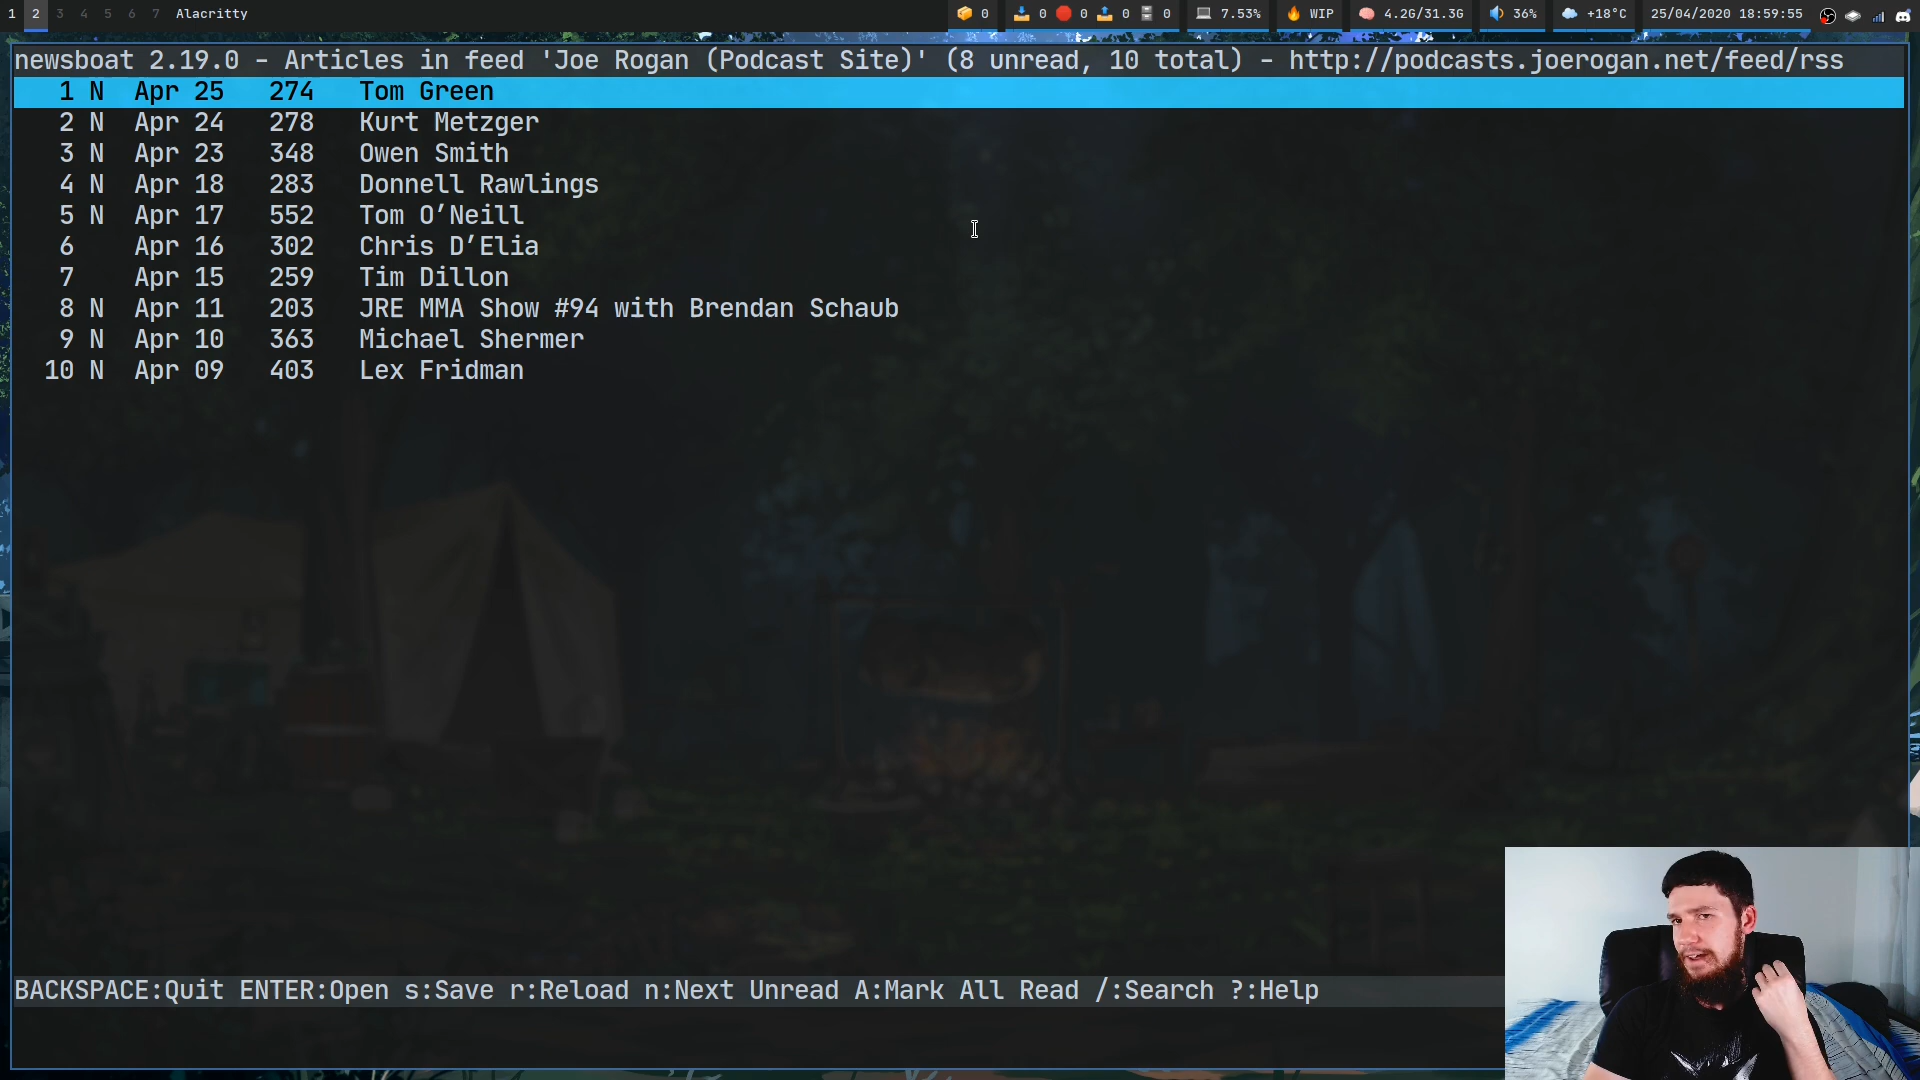 1 2 3 4 5 6 7 Alacritty 0 0 0 0 0 7.53% WIP 4.2G/31.3G 36% +18°C 25/04/2020 18:59:55
newsboat 2.19.0 - Articles in feed 'Joe Rogan (Podcast Site)' (8 unread, 10 total) - http://podcasts.joerogan.net/feed/rss
1 N Apr 25 274 Tom Green
2 N Apr 24 278 Kurt Metzger
3 N Apr 23 348 Owen Smith
4 N Apr 18 283 Donnell Rawlings
5 N Apr 17 552 Tom O’Neill
6 Apr 16 302 Chris D’Elia
7 Apr 15 259 Tim Dillon
8 N Apr 11 203 JRE MMA Show #94 with Brendan Schaub
9 N Apr 10 363 Michael Shermer
10 N Apr 09 403 Lex Fridman
BACKSPACE:Quit ENTER:Open s:Save r:Reload n:Next Unread A:Mark All Read /:Search ?:Help